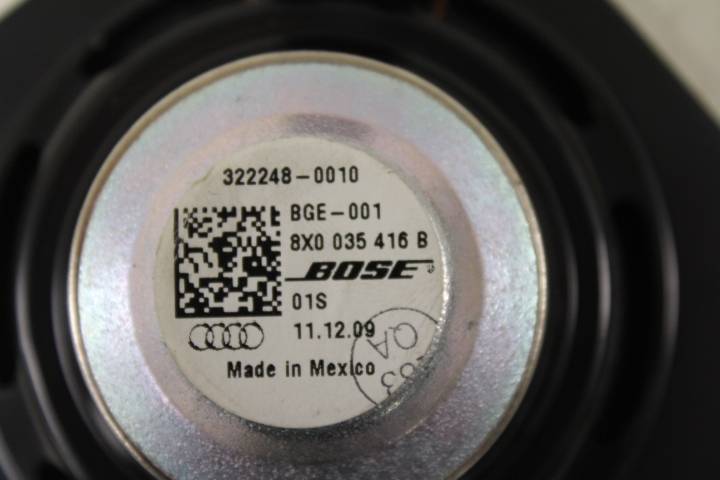 322248-0010
BGE-001
8X0 035 416 B
BOSE®
01S
11.12.09
Made in Mexico
QA